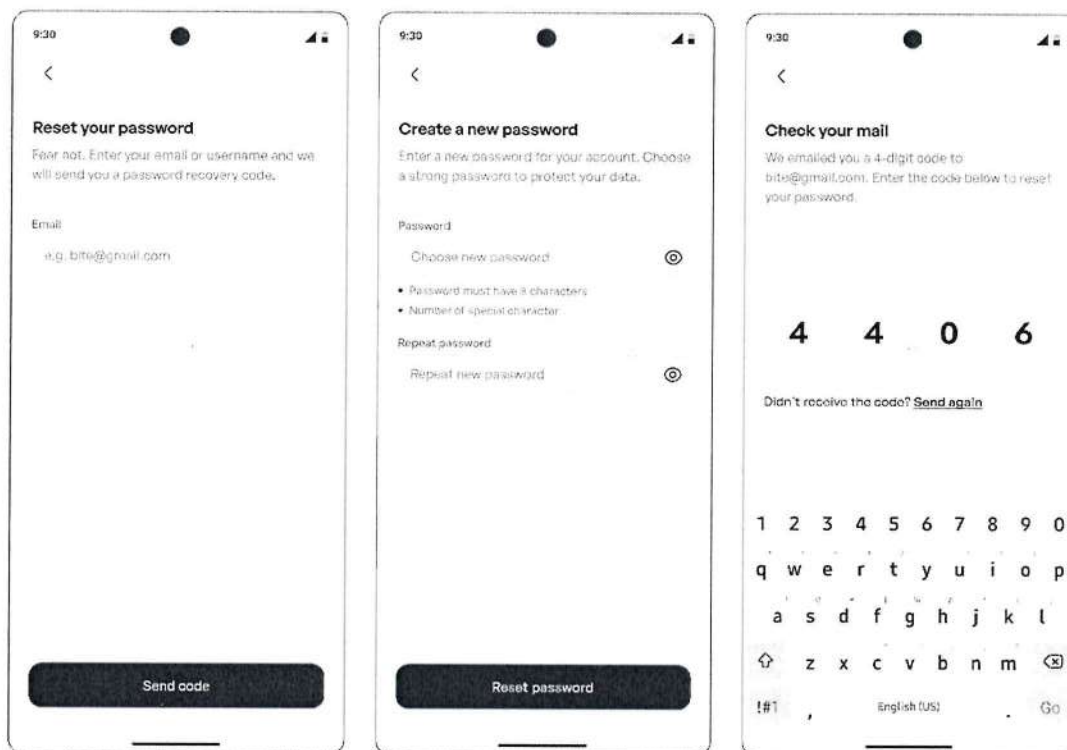 9:30
Reset your password
Fear not. Enter your email or username and we
will send you a password recovery code.
Email
e.g. bite@gmail.com
Send code
9:30
Create a new password
Enter a new password for your account. Choose
a strong password to protect your data.
Password
Choose new password
• Password must have 8 characters
• Number of special character
Repeat password
Repeat new password
Reset password
9:30
Check your mail
We emailed you a 4-digit code to
bite@gmail.com. Enter the code below to reset
your password.
4 4 0 6
Didn't receive the code? Send again
1 2 3 4 5 6 7 8 9 0
q w e r t y u i o p
a s d f g h j k l
z x c v b n m
!#1 , English (US) . Go